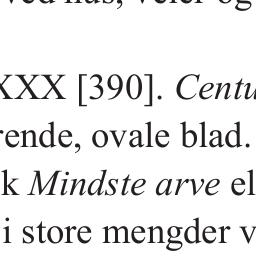 ved hus, veier og
XXX [390]. Centu
rende, ovale blad.
k Mindste arve el
i store mengder v